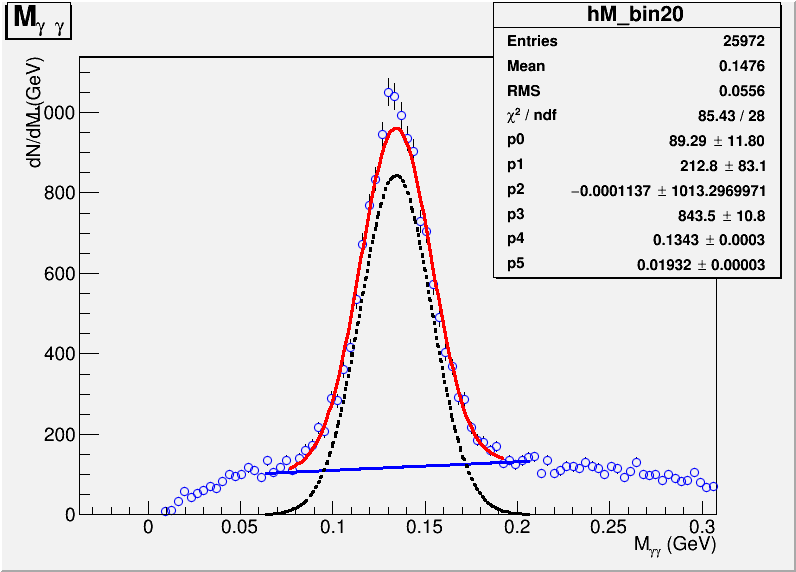 M_γγ
hM_bin20
Entries 25972
Mean 0.1476
RMS 0.0556
χ² / ndf 85.43 / 28
p0 89.29 ± 11.80
p1 212.8 ± 83.1
p2 −0.0001137 ± 1013.2969971
p3 843.5 ± 10.8
p4 0.1343 ± 0.0003
p5 0.01932 ± 0.00003
dN/dM (GeV)
1000
800
600
400
200
0
0 0.05 0.1 0.15 0.2 0.25 0.3
M_γγ (GeV)